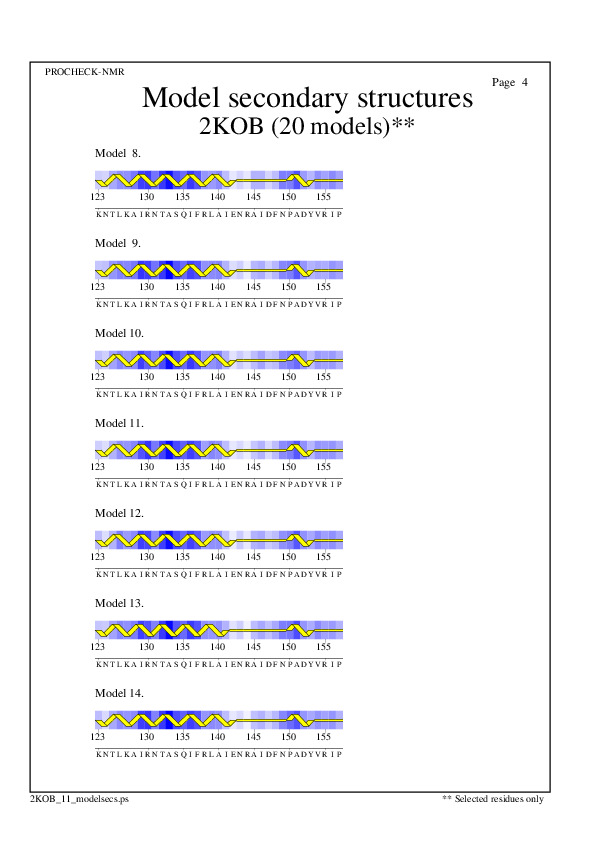 PROCHECK-NMR
Page 4
Model secondary structures
2KOB (20 models)**
Model 8.
123 130 135 140 145 150 155
K N T L K A I R N T A S Q I F R L A I E N R A I D F N P A D Y V R I P
Model 9.
123 130 135 140 145 150 155
K N T L K A I R N T A S Q I F R L A I E N R A I D F N P A D Y V R I P
Model 10.
123 130 135 140 145 150 155
K N T L K A I R N T A S Q I F R L A I E N R A I D F N P A D Y V R I P
Model 11.
123 130 135 140 145 150 155
K N T L K A I R N T A S Q I F R L A I E N R A I D F N P A D Y V R I P
Model 12.
123 130 135 140 145 150 155
K N T L K A I R N T A S Q I F R L A I E N R A I D F N P A D Y V R I P
Model 13.
123 130 135 140 145 150 155
K N T L K A I R N T A S Q I F R L A I E N R A I D F N P A D Y V R I P
Model 14.
123 130 135 140 145 150 155
K N T L K A I R N T A S Q I F R L A I E N R A I D F N P A D Y V R I P
2KOB_11_modelsecs.ps
** Selected residues only